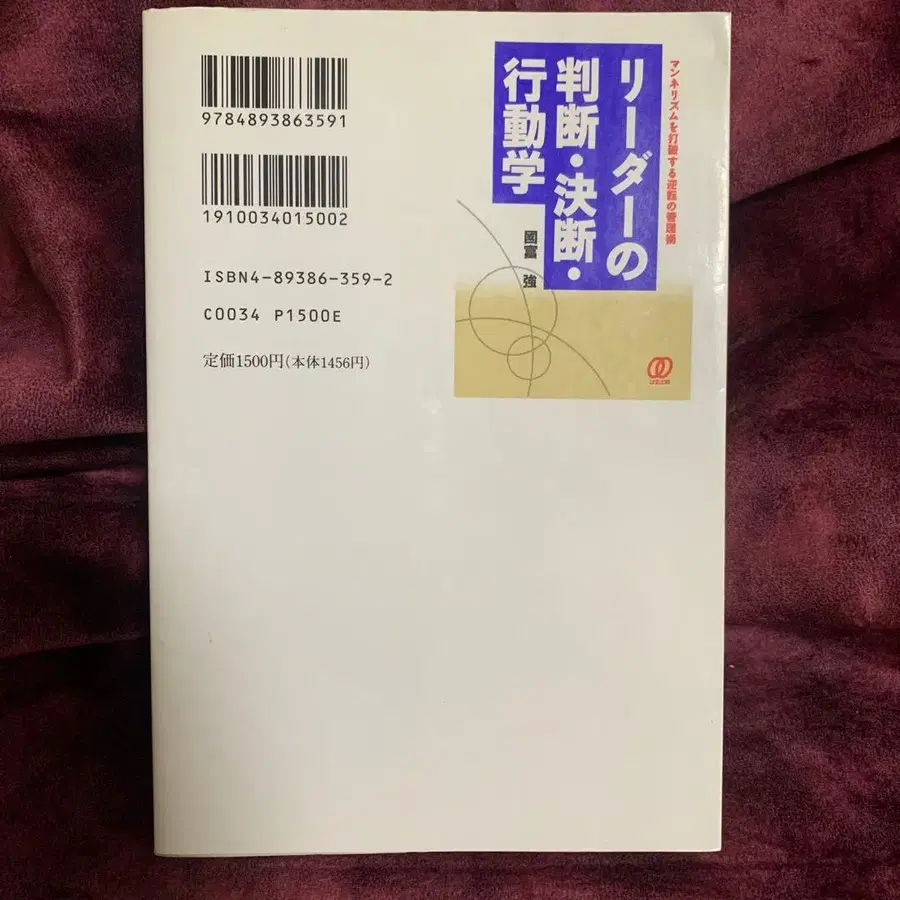 マンネリズムを打破する逆転の管理術
リーダーの
判断・決断・
行動学
國富 強
9784893863591
1910034015002
ISBN4-89386-359-2
C0034 P1500E
定価1500円(本体1456円)